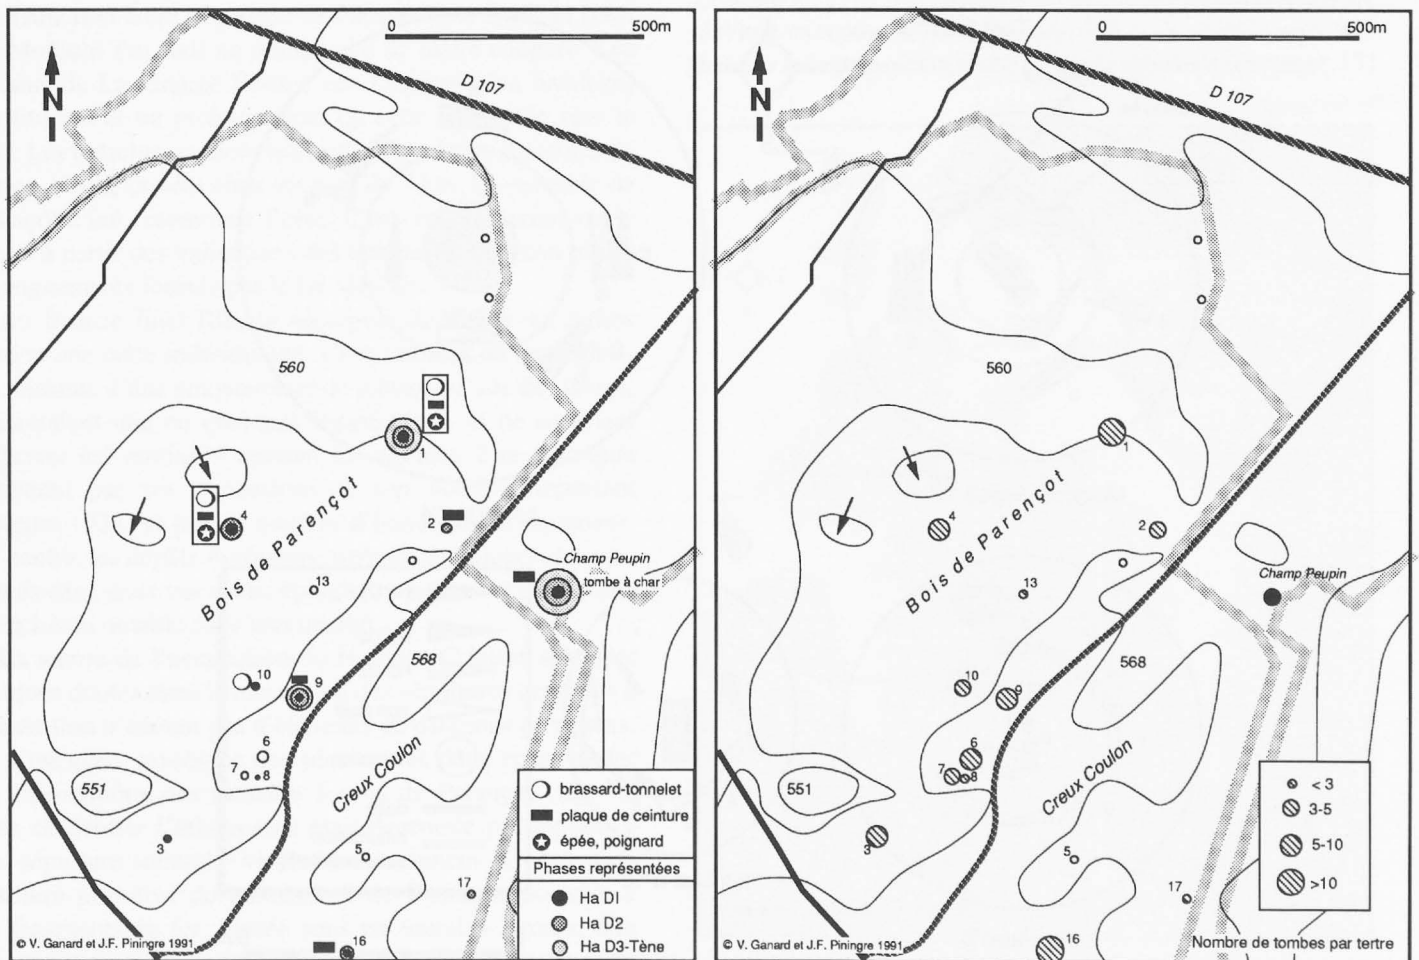 0 500m
N
D 107
560
1
4
2
Bois de Parençot
Champ Peupin
tombe à char
13
568
10
9
6
7
8
Creux Coulon
551
3
5
17
16
brassard-tonnelet
plaque de ceinture
épée, poignard
Phases représentées
Ha D1
Ha D2
Ha D3-Tène
© V. Ganard et J.F. Piningre 1991
0 500m
N
D 107
560
1
4
2
Bois de Parençot
Champ Peupin
13
568
10
9
6
7
8
Creux Coulon
551
3
5
17
16
< 3
3-5
5-10
>10
Nombre de tombes par tertre
© V. Ganard et J.F. Piningre 1991